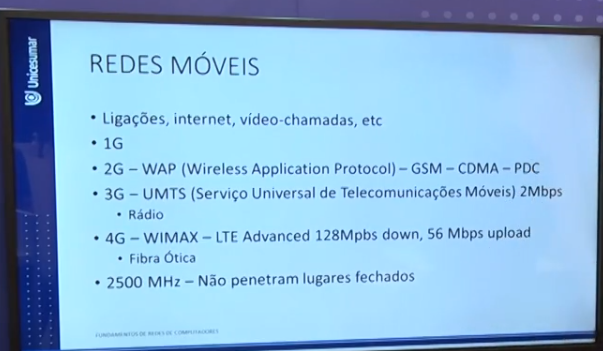 Unicesumar
REDES MÓVEIS
• Ligações, internet, vídeo-chamadas, etc
• 1G
• 2G – WAP (Wireless Application Protocol) – GSM – CDMA – PDC
• 3G – UMTS (Serviço Universal de Telecomunicações Móveis) 2Mbps
• Rádio
• 4G – WIMAX – LTE Advanced 128Mpbs down, 56 Mbps upload
• Fibra Ótica
• 2500 MHz – Não penetram lugares fechados
FUNDAMENTOS DE REDES DE COMPUTADORES